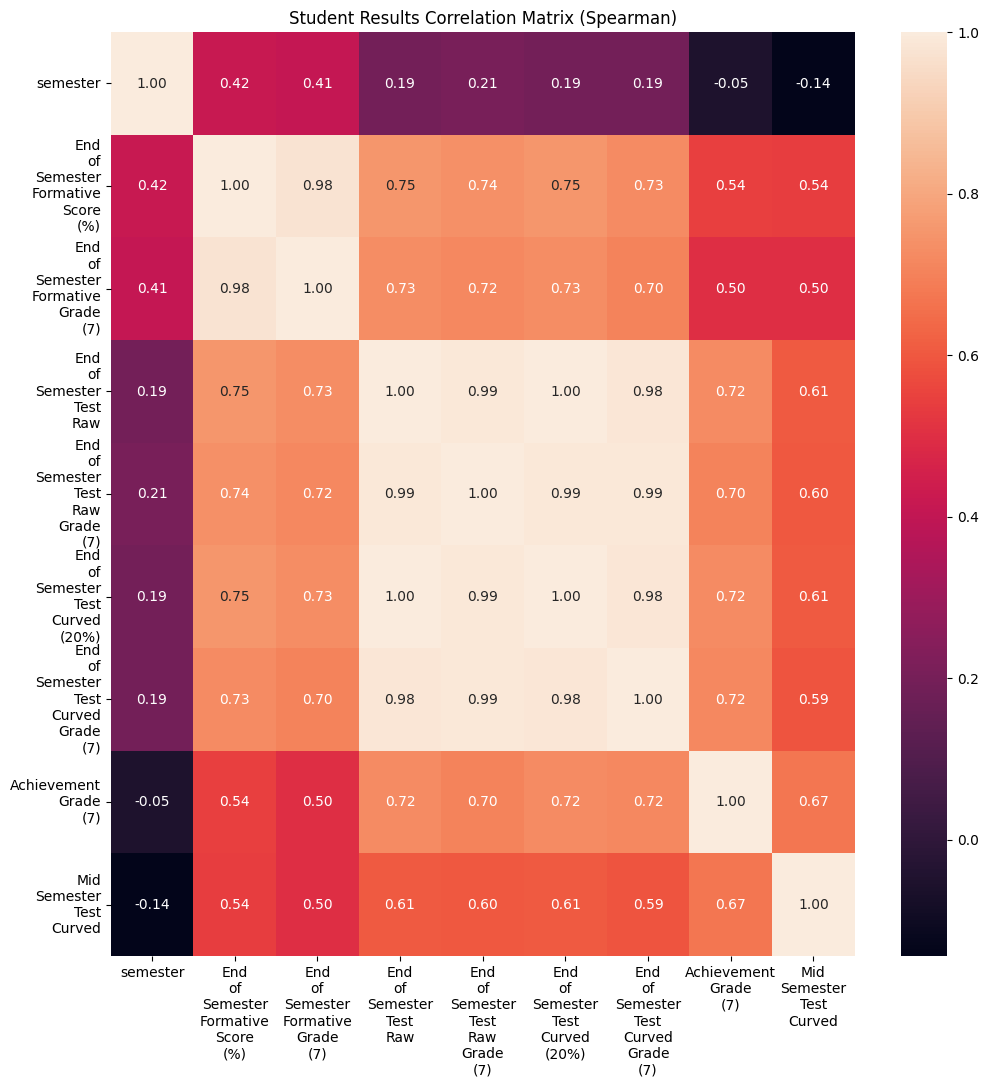 Student Results Correlation Matrix (Spearman)
semester
1.00 0.42 0.41 0.19 0.21 0.19 0.19 -0.05 -0.14
End
of
Semester
Formative
Score
(%)
0.42 1.00 0.98 0.75 0.74 0.75 0.73 0.54 0.54
End
of
Semester
Formative
Grade
(7)
0.41 0.98 1.00 0.73 0.72 0.73 0.70 0.50 0.50
End
of
Semester
Test
Raw
0.19 0.75 0.73 1.00 0.99 1.00 0.98 0.72 0.61
End
of
Semester
Test
Raw
Grade
(7)
0.21 0.74 0.72 0.99 1.00 0.99 0.99 0.70 0.60
End
of
Semester
Test
Curved
(20%)
0.19 0.75 0.73 1.00 0.99 1.00 0.98 0.72 0.61
End
of
Semester
Test
Curved
Grade
(7)
0.19 0.73 0.70 0.98 0.99 0.98 1.00 0.72 0.59
Achievement
Grade
(7)
-0.05 0.54 0.50 0.72 0.70 0.72 0.72 1.00 0.67
Mid
Semester
Test
Curved
-0.14 0.54 0.50 0.61 0.60 0.61 0.59 0.67 1.00
semester
End
of
Semester
Formative
Score
(%)
End
of
Semester
Formative
Grade
(7)
End
of
Semester
Test
Raw
End
of
Semester
Test
Raw
Grade
(7)
End
of
Semester
Test
Curved
(20%)
End
of
Semester
Test
Curved
Grade
(7)
Achievement
Grade
(7)
Mid
Semester
Test
Curved
1.0
0.8
0.6
0.4
0.2
0.0